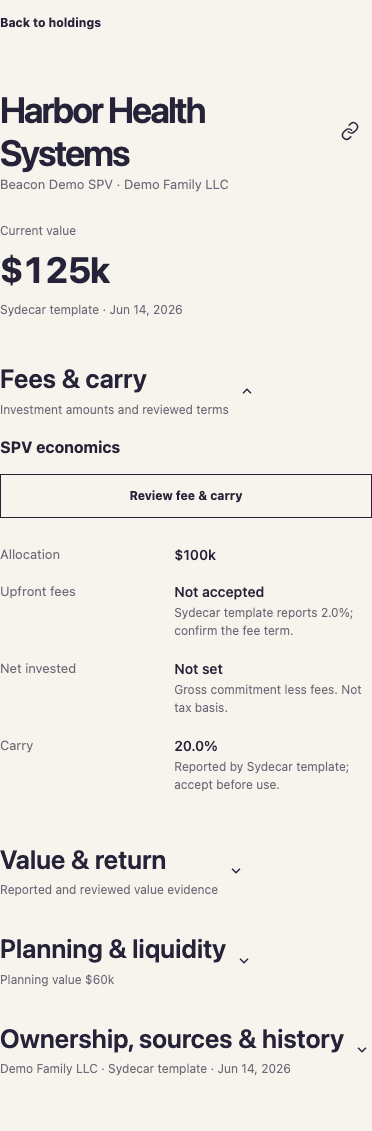 Back to holdings
Harbor Health
Systems
Beacon Demo SPV · Demo Family LLC
Current value
$125k
Sydecar template · Jun 14, 2026
Fees & carry
Investment amounts and reviewed terms
SPV economics
Review fee & carry
Allocation
$100k
Upfront fees
Not accepted
Sydecar template reports 2.0%;
confirm the fee term.
Net invested
Not set
Gross commitment less fees. Not
tax basis.
Carry
20.0%
Reported by Sydecar template;
accept before use.
Value & return
Reported and reviewed value evidence
Planning & liquidity
Planning value $60k
Ownership, sources & history
Demo Family LLC · Sydecar template · Jun 14, 2026